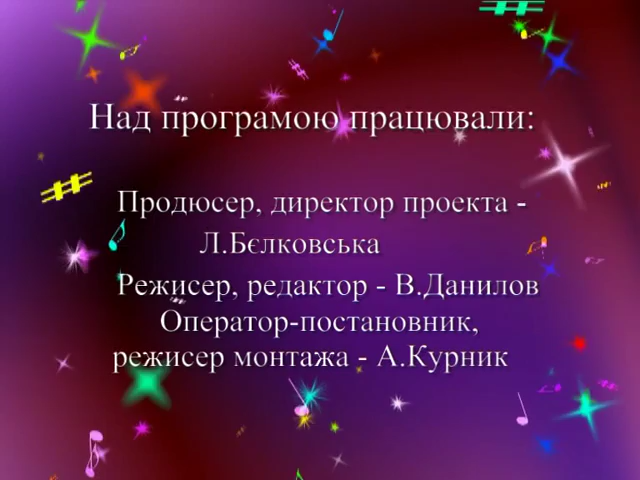 Над програмою працювали:
Продюсер, директор проекта -
Л.Бєлковська
Режисер, редактор - В.Данилов
Оператор-постановник,
режисер монтажа - А.Курник